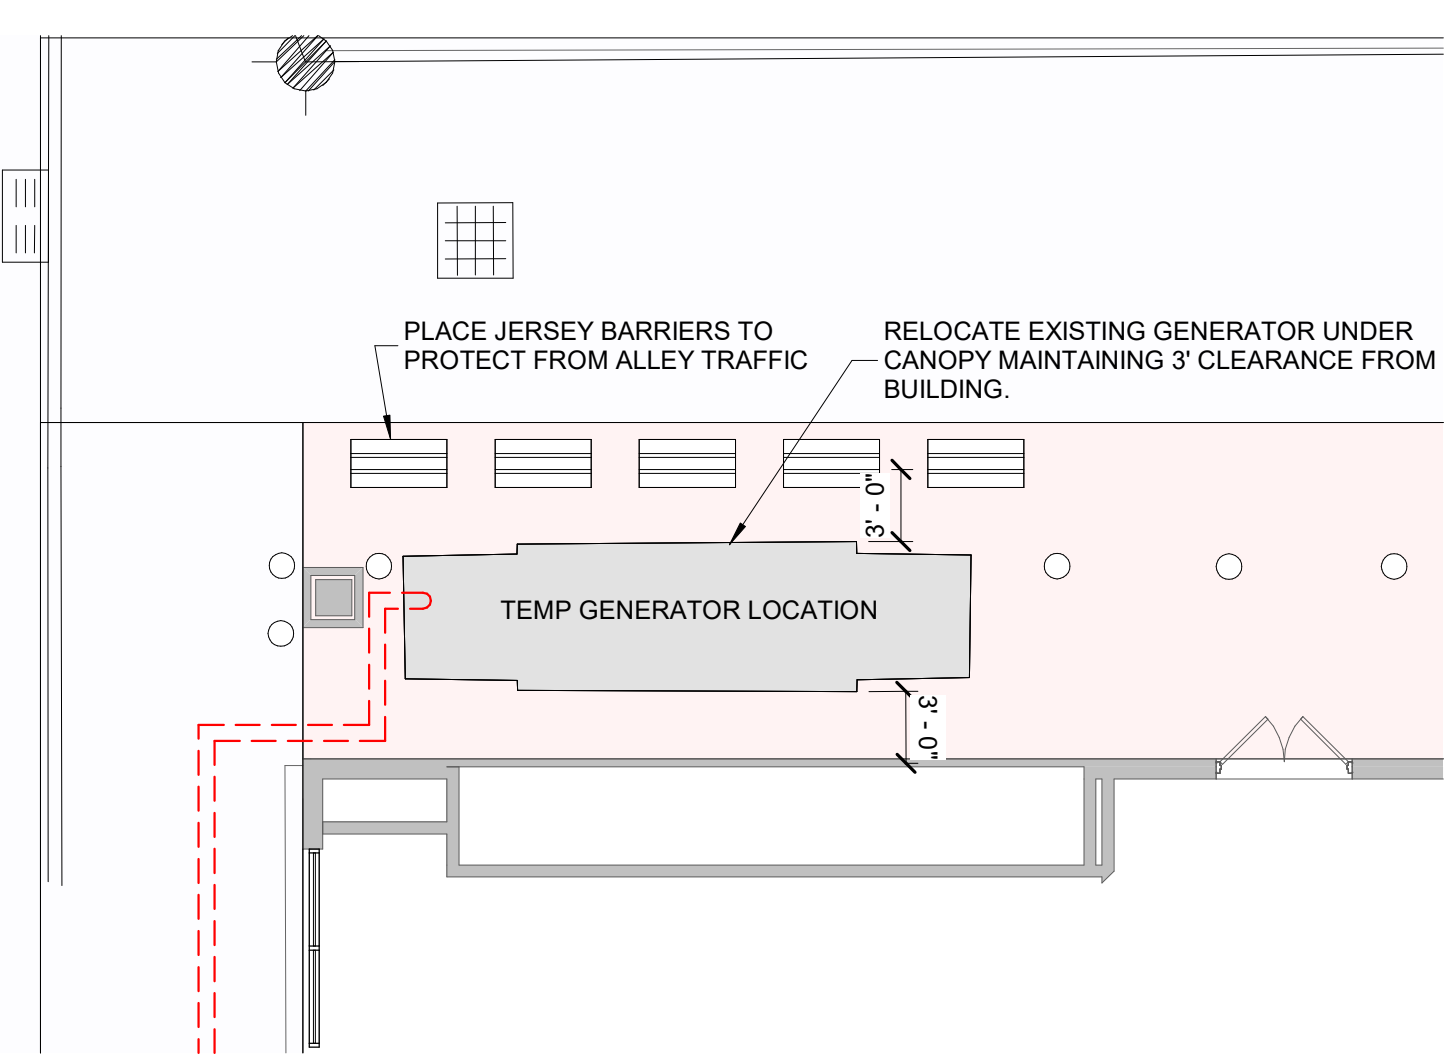 PLACE JERSEY BARRIERS TO
PROTECT FROM ALLEY TRAFFIC
RELOCATE EXISTING GENERATOR UNDER
CANOPY MAINTAINING 3' CLEARANCE FROM
BUILDING.
3' - 0"
TEMP GENERATOR LOCATION
3' - 0"